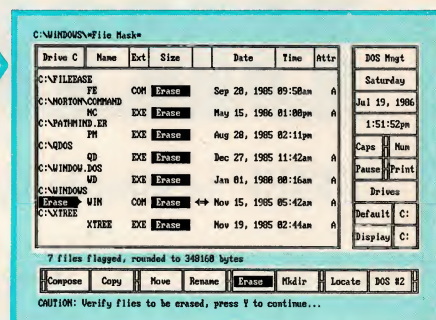 C:\WINDOWS\*File Mask*
Drive C Name Ext Size Date Time Attr
C:\FILEEASE
FE COM Erase Sep 20, 1985 09:50am A
C:\NORTON\COMMAND
NC EXE Erase May 15, 1986 01:00pm A
C:\PATHMIND.ER
PM EXE Erase Aug 28, 1985 02:11pm A
C:\QDOS
QD EXE Erase Dec 27, 1985 11:42am A
C:\WINDOW.DOS
WD EXE Erase Jan 01, 1980 00:16am A
C:\WINDOWS
Erase WIN COM Erase ↔ Nov 15, 1985 05:42am A
C:\XTREE
XTREE EXE Erase Nov 19, 1985 02:44am A
DOS Mngt
Saturday
Jul 19, 1986
1:51:52pm
Caps Num
Pause Print
Drives
Default C:
Display C:
7 files flagged, rounded to 348160 bytes
Compose Copy Move Rename Erase Mkdir Locate DOS #2
CAUTION: Verify flies to be erased, press Y to continue...